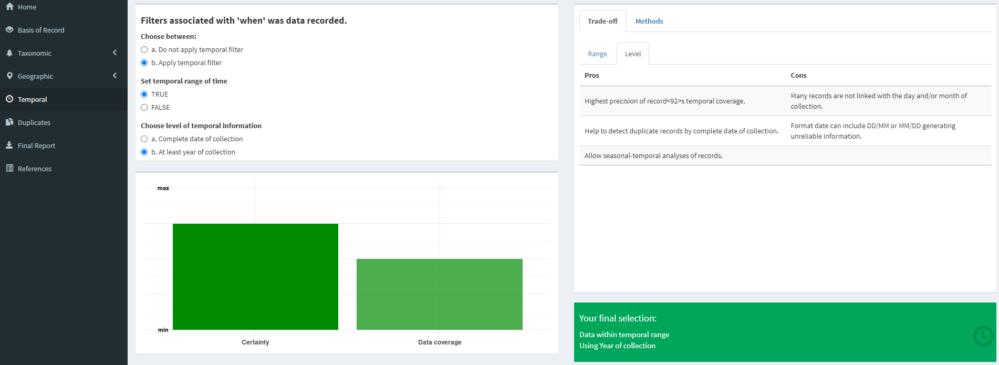 Home
Basis of Record
Taxonomic
Geographic
Temporal
Duplicates
Final Report
References
Filters associated with 'when' was data recorded.
Choose between:
a. Do not apply temporal filter
b. Apply temporal filter
Set temporal range of time
TRUE
FALSE
Choose level of temporal information
a. Complete date of collection
b. At least year of collection
max
min
Certainty
Data coverage
Trade-off
Methods
Range
Level
Pros
Cons
Highest precision of record<92>s temporal coverage.
Many records are not linked with the day and/or month of
collection.
Help to detect duplicate records by complete date of collection.
Format date can include DD/MM or MM/DD generating
unreliable information.
Allow seasonal-temporal analyses of records.
Your final selection:
Data within temporal range
Using Year of collection